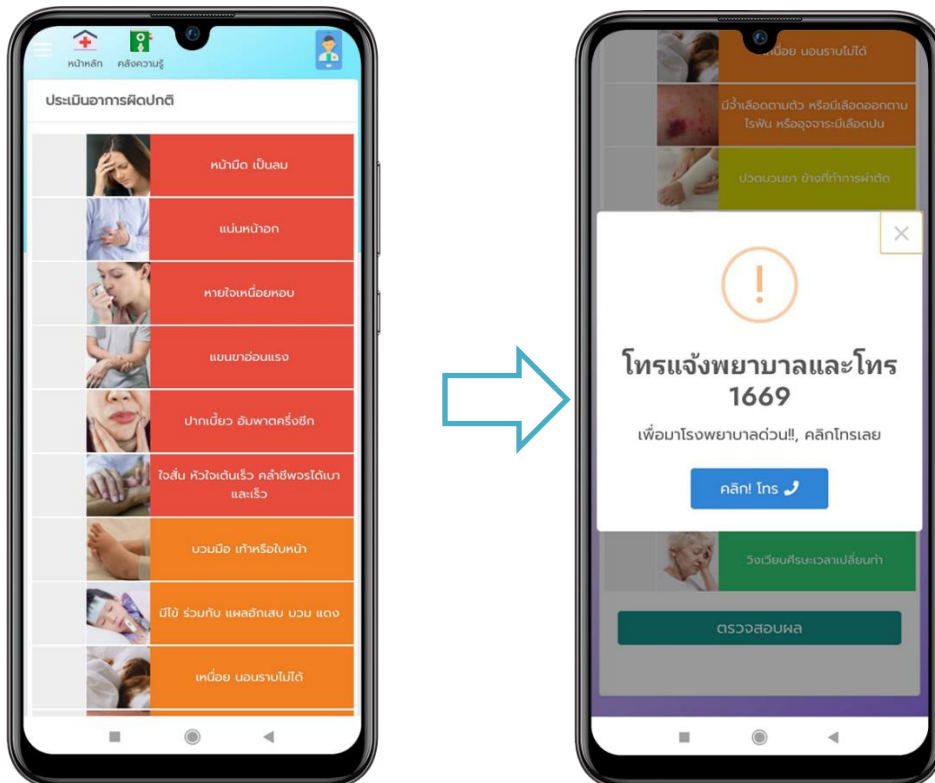 หน้าหลัก คลังความรู้
ประเมินอาการผิดปกติ
หน้ามืด เป็นลม
แน่นหน้าอก
หายใจเหนื่อยหอบ
แขนขาอ่อนแรง
ปากเบี้ยว อัมพาตครึ่งซีก
ใจสั่น หัวใจเต้นเร็ว คลำชีพจรได้เบา
และเร็ว
บวมมือ เท้าหรือใบหน้า
มีไข้ ร่วมกับ แผลอักเสบ บวม แดง
เหนื่อย นอนราบไม่ได้
นอนราบไม่ได้
มีจ้ำเลือดตามตัว หรือมีเลือดออกตาม
ไรฟัน หรืออุจจาระมีเลือดปน
ปวดบวมขา ข้างที่ทำการผ่าตัด
โทรแจ้งพยาบาลและโทร
1669
เพื่อมาโรงพยาบาลด่วน!!, คลิกโทรเลย
คลิก! โทร
วิงเวียนศีรษะเวลาเปลี่ยนท่า
ตรวจสอบผล